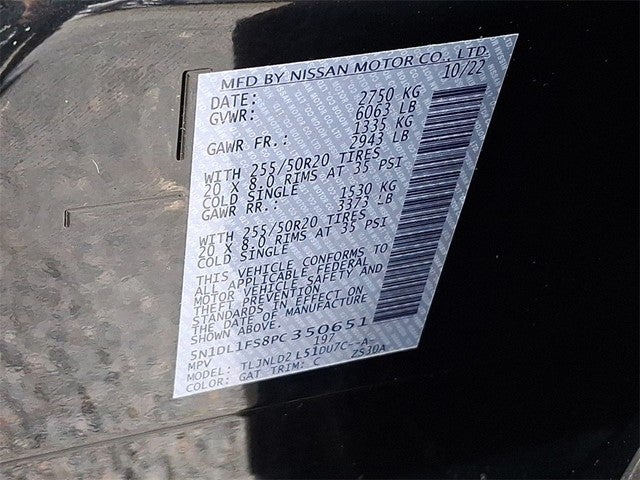 MFD BY NISSAN MOTOR CO., LTD.
DATE: 10/22
GVWR: 2750 KG
6063 LB
GAWR FR.: 1335 KG
2943 LB
WITH 255/50R20 TIRES
20 X 8.0 RIMS AT 35 PSI
COLD SINGLE
GAWR RR.: 1530 KG
3373 LB
WITH 255/50R20 TIRES
20 X 8.0 RIMS AT 35 PSI
COLD SINGLE
THIS VEHICLE CONFORMS TO
ALL APPLICABLE FEDERAL
MOTOR VEHICLE SAFETY AND
THEFT PREVENTION
STANDARDS IN EFFECT ON
THE DATE OF MANUFACTURE
SHOWN ABOVE.
5N1DL1FS8PC350651
MPV 197
MODEL: TLJNLD2 L51DU7C--A-
COLOR: GAT TRIM: C ZS30A